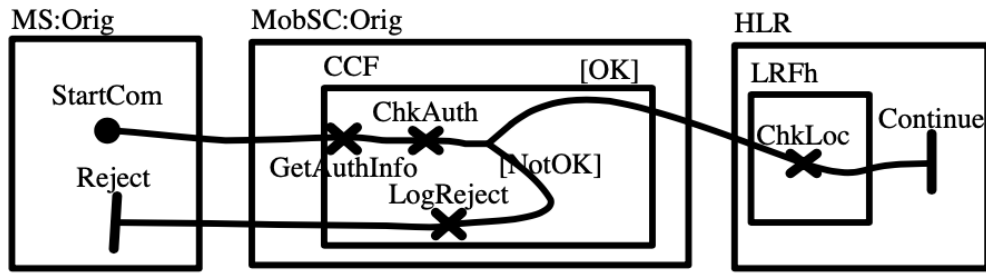 MS:Orig
MobSC:Orig
HLR
CCF
[OK]
LRFh
StartCom
ChkAuth
Continue
ChkLoc
GetAuthInfo
[NotOK]
Reject
LogReject